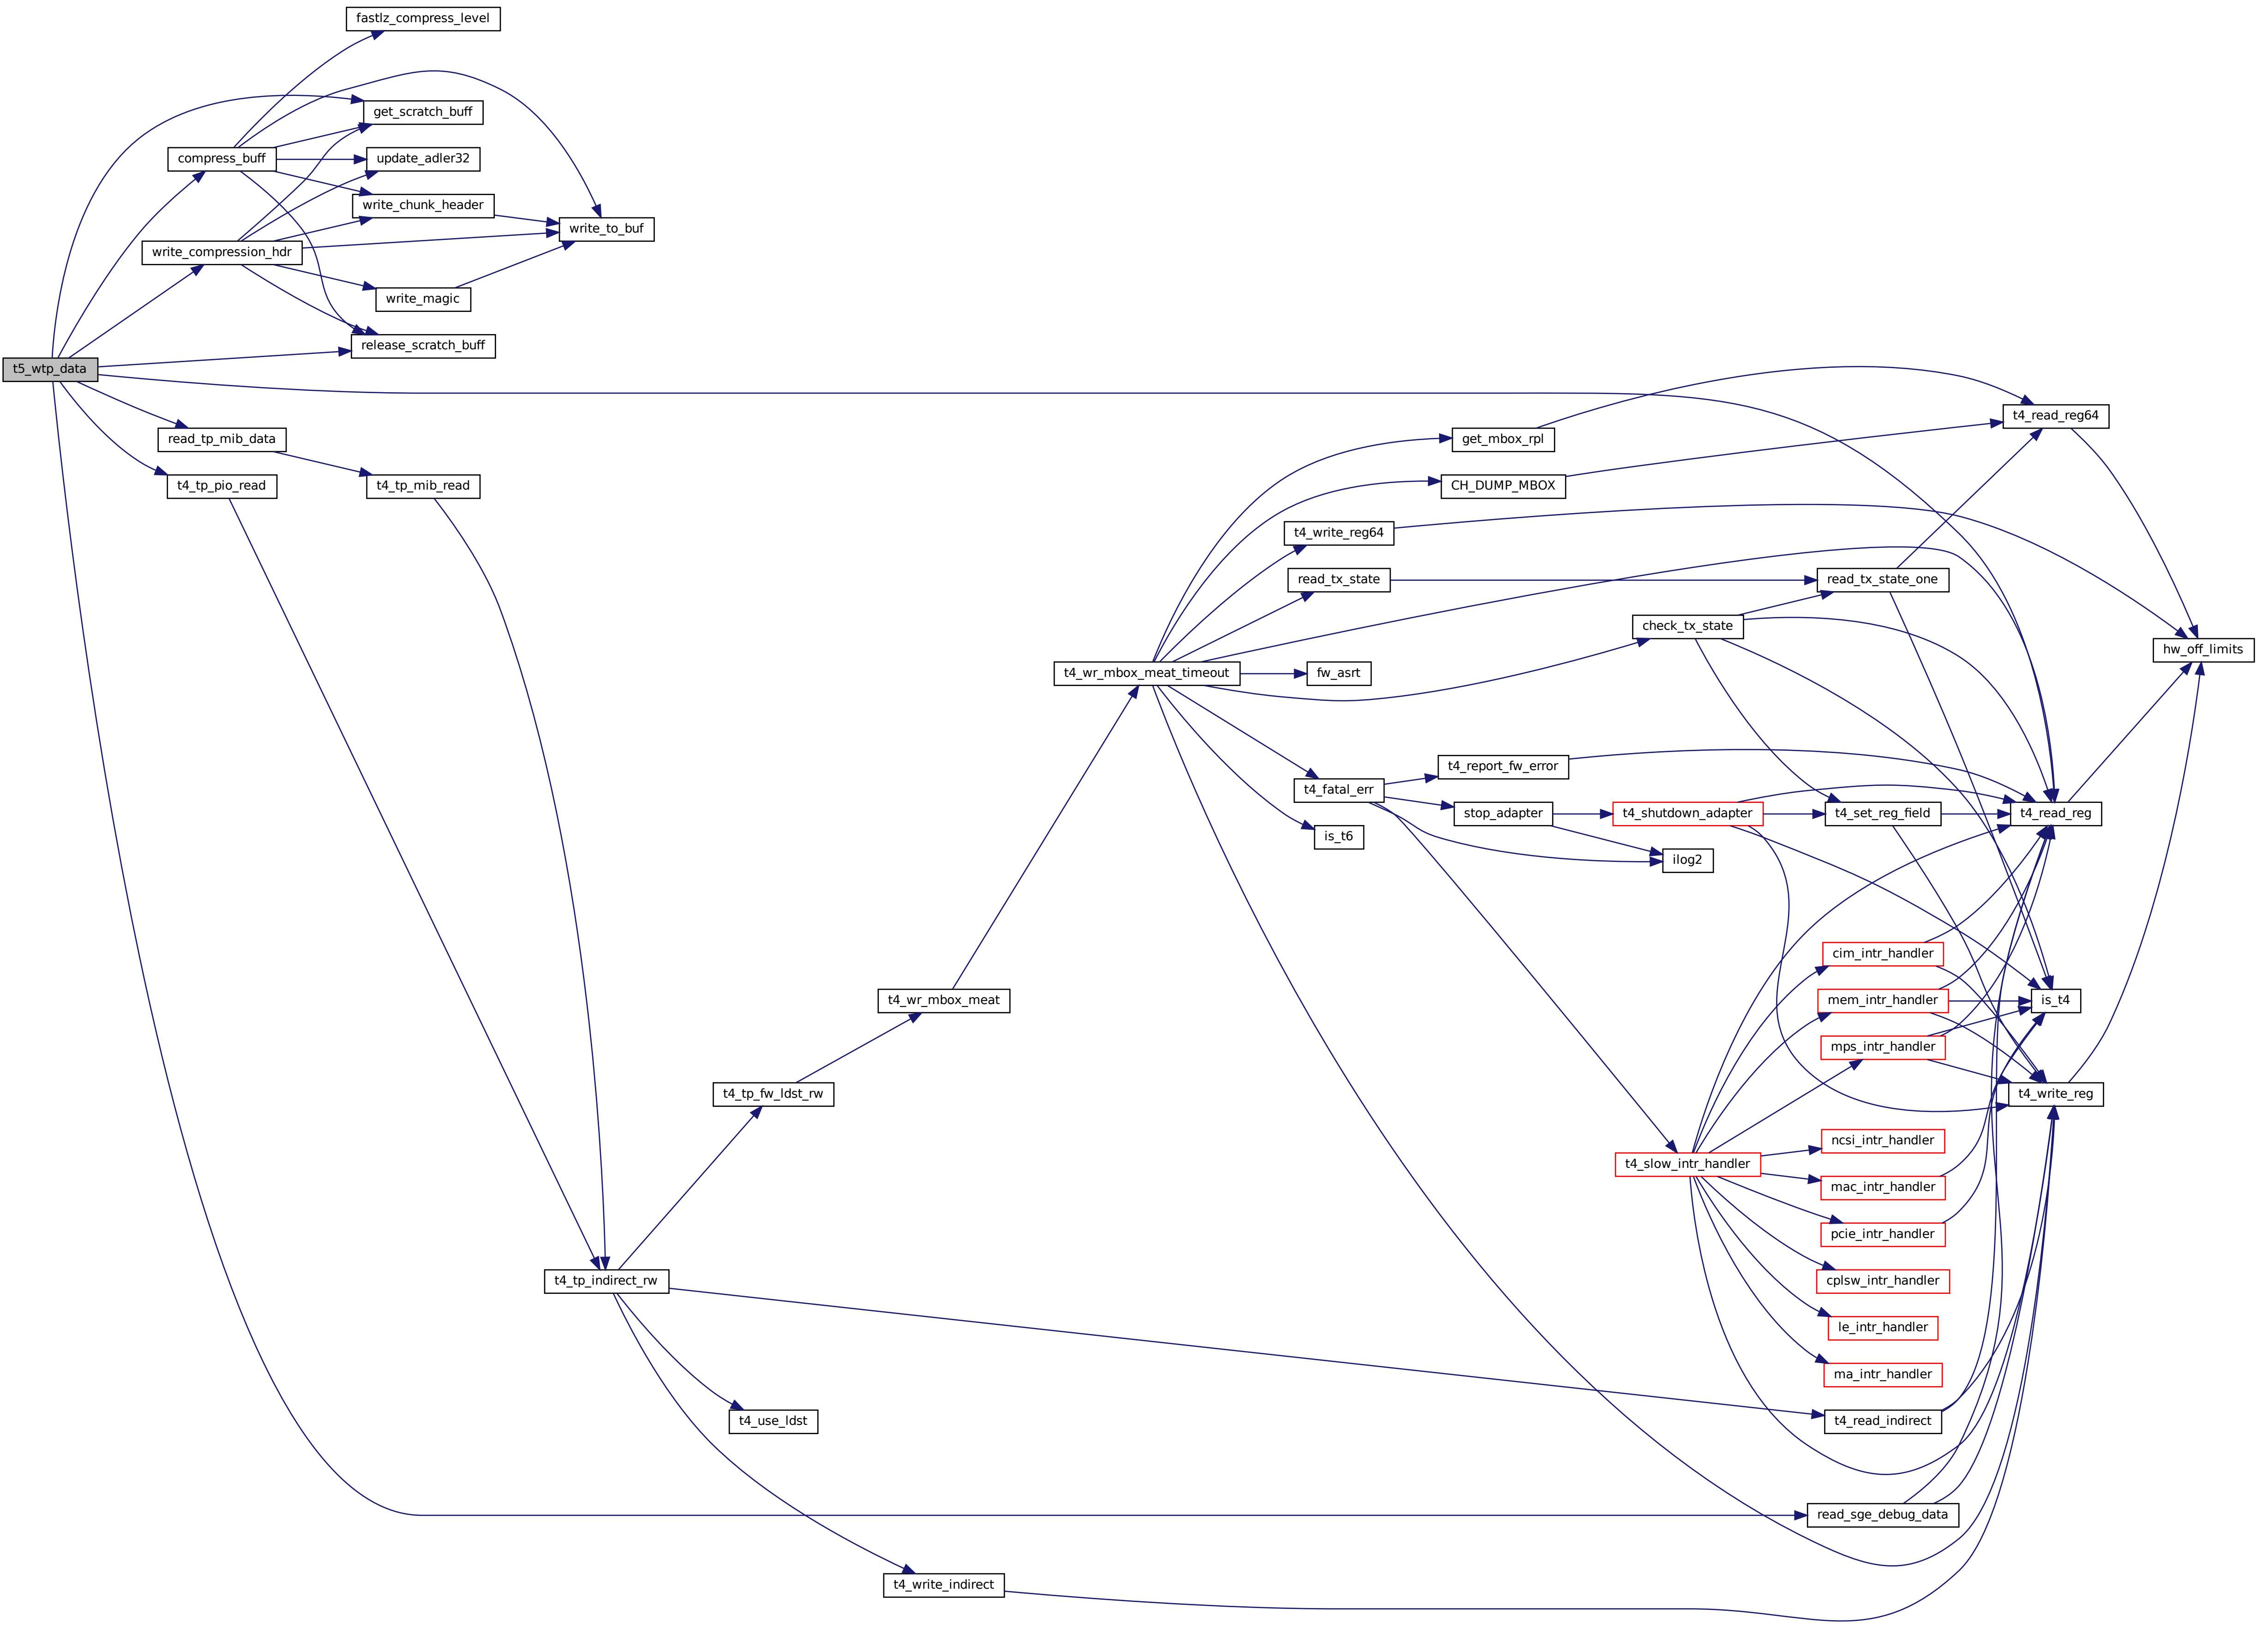 fastlz_compress_level
get_scratch_buff
compress_buff
update_adler32
write_chunk_header
write_to_buf
write_compression_hdr
write_magic
release_scratch_buff
t5_wtp_data
read_tp_mib_data
t4_tp_pio_read
t4_tp_mib_read
t4_read_reg64
get_mbox_rpl
CH_DUMP_MBOX
t4_write_reg64
read_tx_state
read_tx_state_one
check_tx_state
hw_off_limits
t4_wr_mbox_meat_timeout
fw_asrt
t4_report_fw_error
t4_fatal_err
stop_adapter
t4_shutdown_adapter
t4_set_reg_field
t4_read_reg
is_t6
ilog2
cim_intr_handler
t4_wr_mbox_meat
mem_intr_handler
is_t4
mps_intr_handler
t4_tp_fw_ldst_rw
t4_write_reg
ncsi_intr_handler
t4_slow_intr_handler
mac_intr_handler
pcie_intr_handler
t4_tp_indirect_rw
cplsw_intr_handler
le_intr_handler
ma_intr_handler
t4_use_ldst
t4_read_indirect
read_sge_debug_data
t4_write_indirect